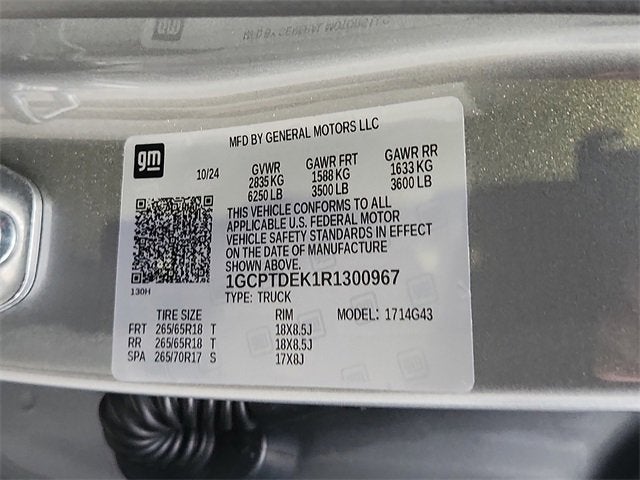 MFD BY GENERAL MOTORS LLC
gm
10/24
GVWR GAWR FRT GAWR RR
2835 KG 1588 KG 1633 KG
6250 LB 3500 LB 3600 LB
THIS VEHICLE CONFORMS TO ALL
APPLICABLE U.S. FEDERAL MOTOR
VEHICLE SAFETY STANDARDS IN EFFECT
ON THE DATE OF MANUFACTURE
SHOWN ABOVE.
130H
1GCPTDEK1R1300967
TYPE: TRUCK
TIRE SIZE RIM MODEL: 1714G43
FRT 265/65R18 T 18X8.5J
RR 265/65R18 T 18X8.5J
SPA 265/70R17 S 17X8J